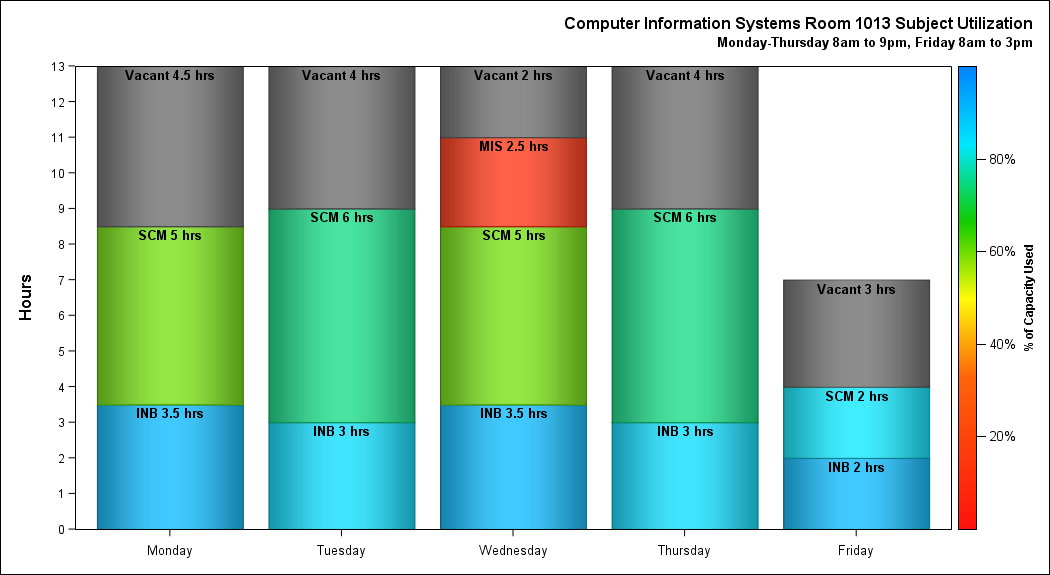 Computer Information Systems Room 1013 Subject Utilization
Monday-Thursday 8am to 9pm, Friday 8am to 3pm
Hours
13
12
11
10
9
8
7
6
5
4
3
2
1
0
Vacant 4.5 hrs
SCM 5 hrs
INB 3.5 hrs
Vacant 4 hrs
SCM 6 hrs
INB 3 hrs
Vacant 2 hrs
MIS 2.5 hrs
SCM 5 hrs
INB 3.5 hrs
Vacant 4 hrs
SCM 6 hrs
INB 3 hrs
Vacant 3 hrs
SCM 2 hrs
INB 2 hrs
Monday
Tuesday
Wednesday
Thursday
Friday
80%
60%
40%
20%
% of Capacity Used